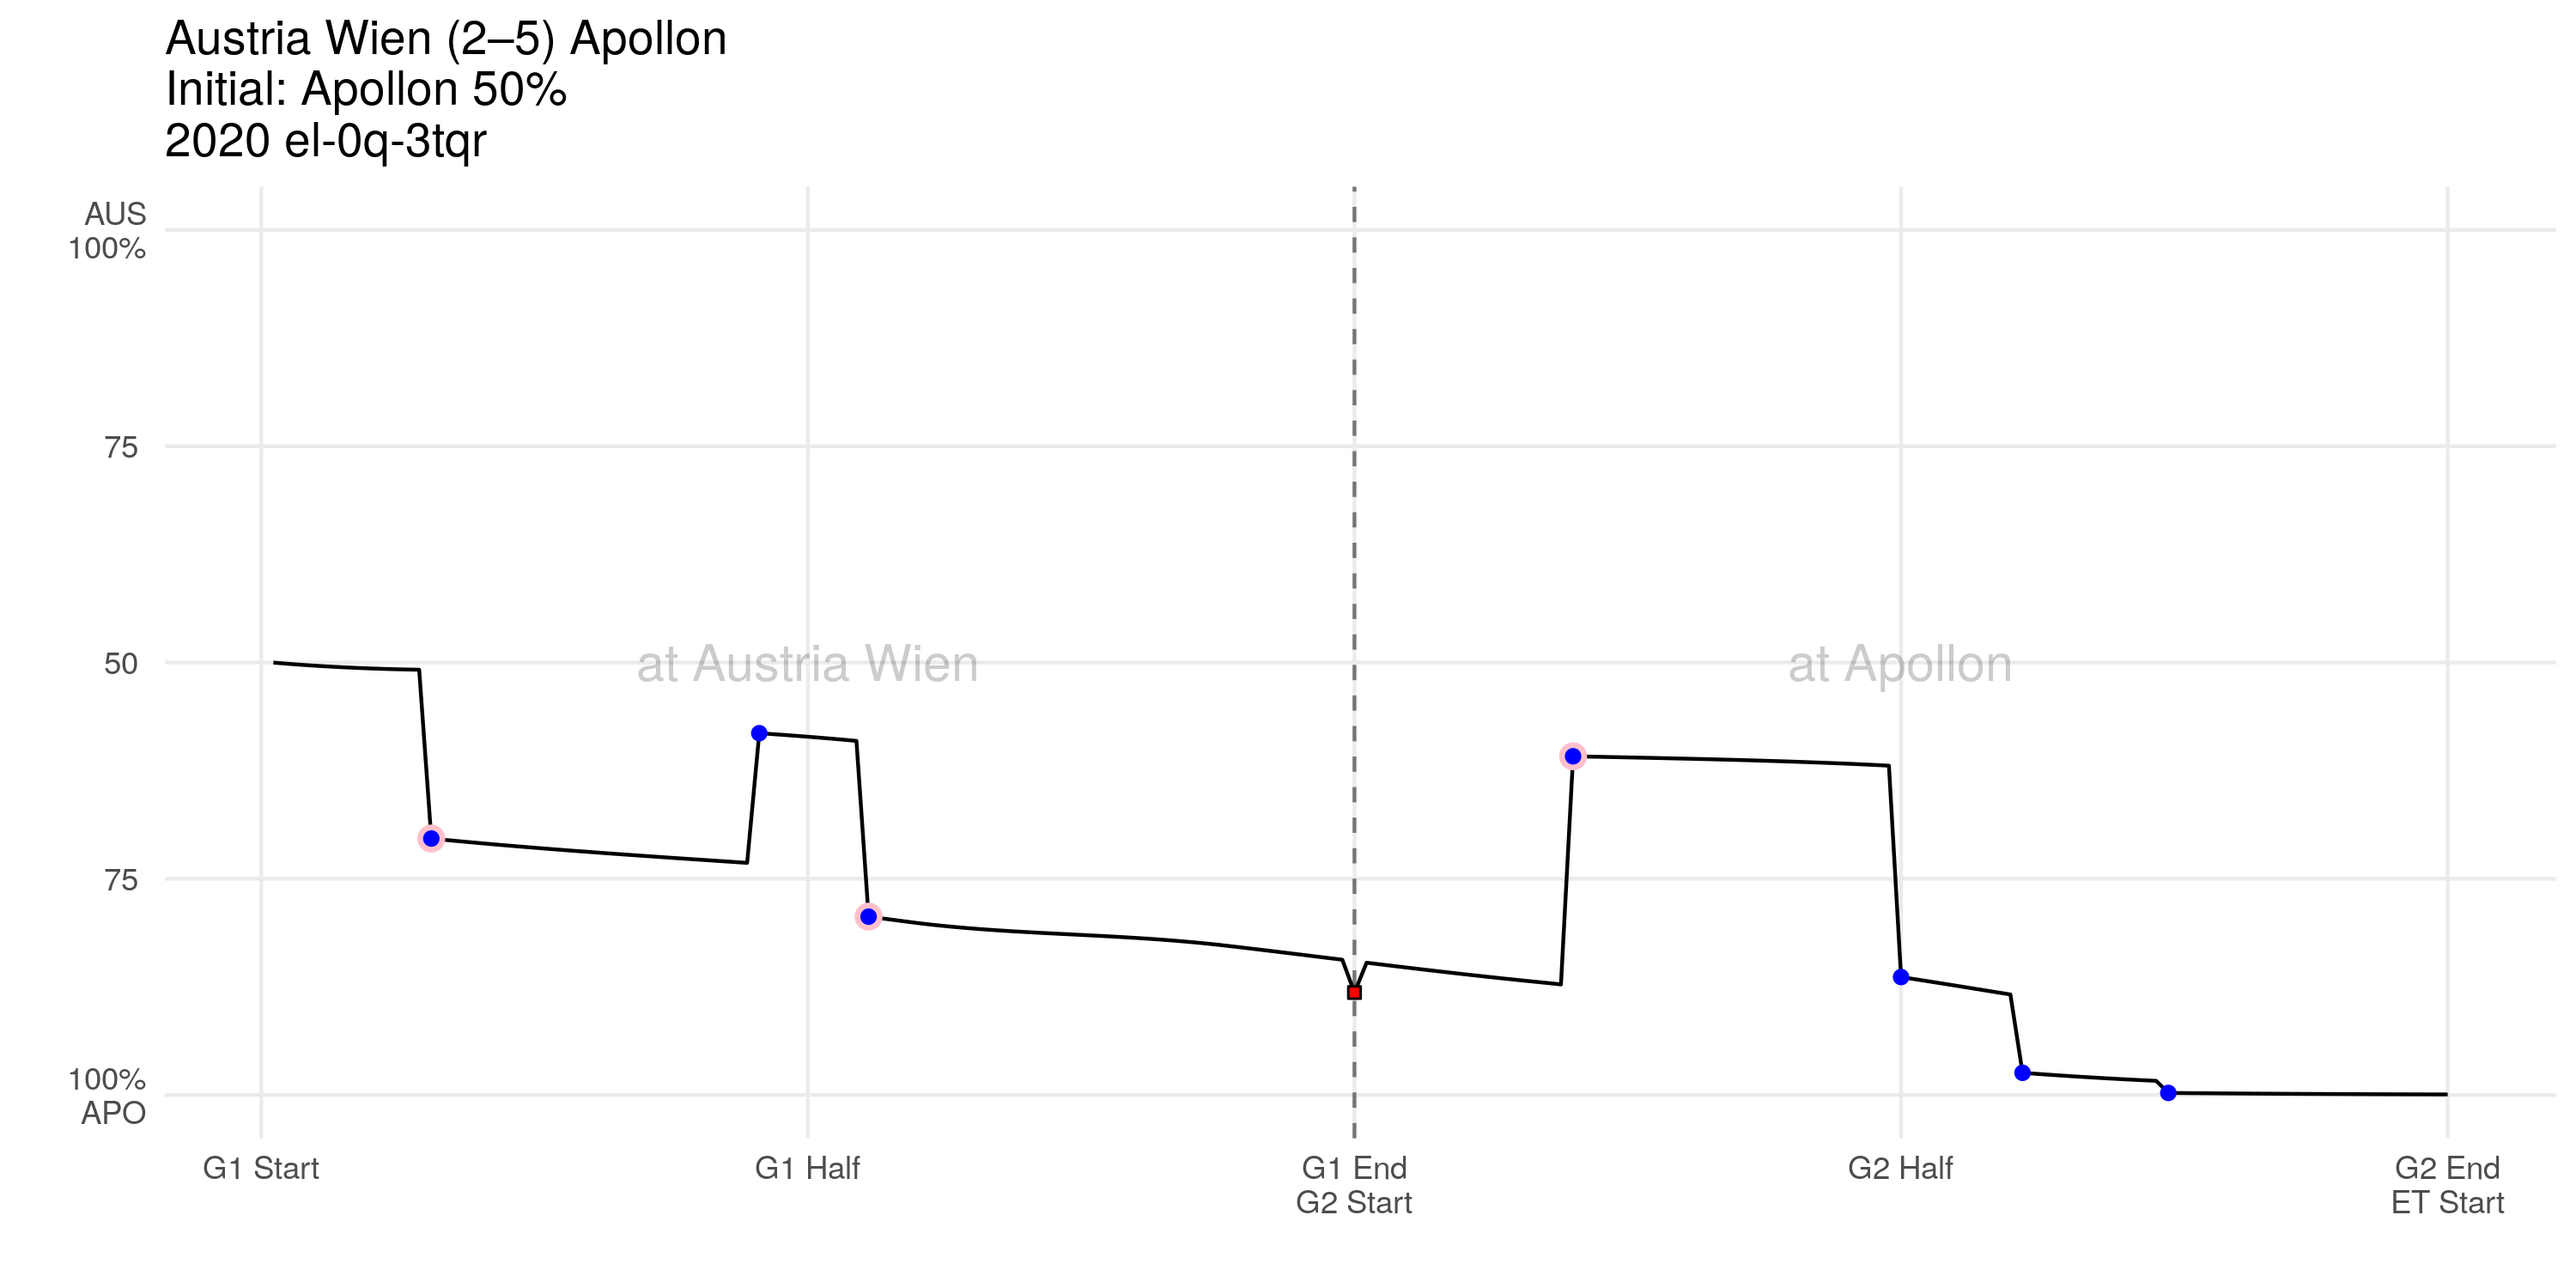 Austria Wien (2–5) Apollon
Initial: Apollon 50%
2020 el-0q-3tqr
AUS
100%
75
50
75
100%
APO
at Austria Wien
at Apollon
G1 Start
G1 Half
G1 End
G2 Start
G2 Half
G2 End
ET Start